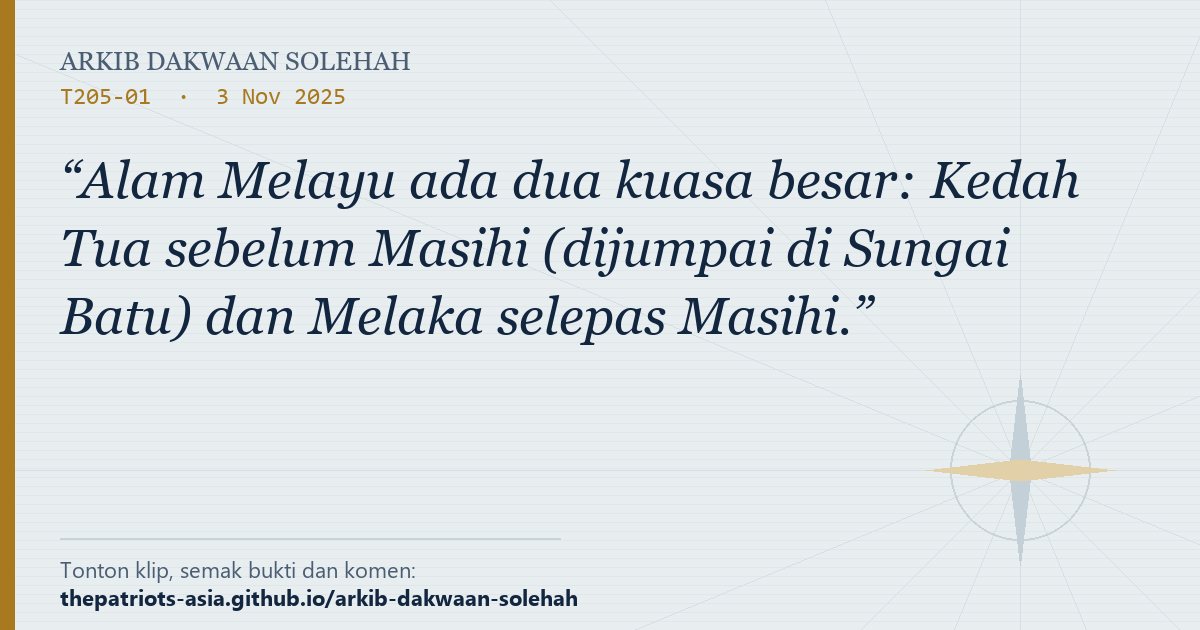 ARKIB DAKWAAN SOLEHAH
T205-01 · 3 Nov 2025
“Alam Melayu ada dua kuasa besar: Kedah
Tua sebelum Masihi (dijumpai di Sungai
Batu) dan Melaka selepas Masihi.”
Tonton klip, semak bukti dan komen:
thepatriots-asia.github.io/arkib-dakwaan-solehah